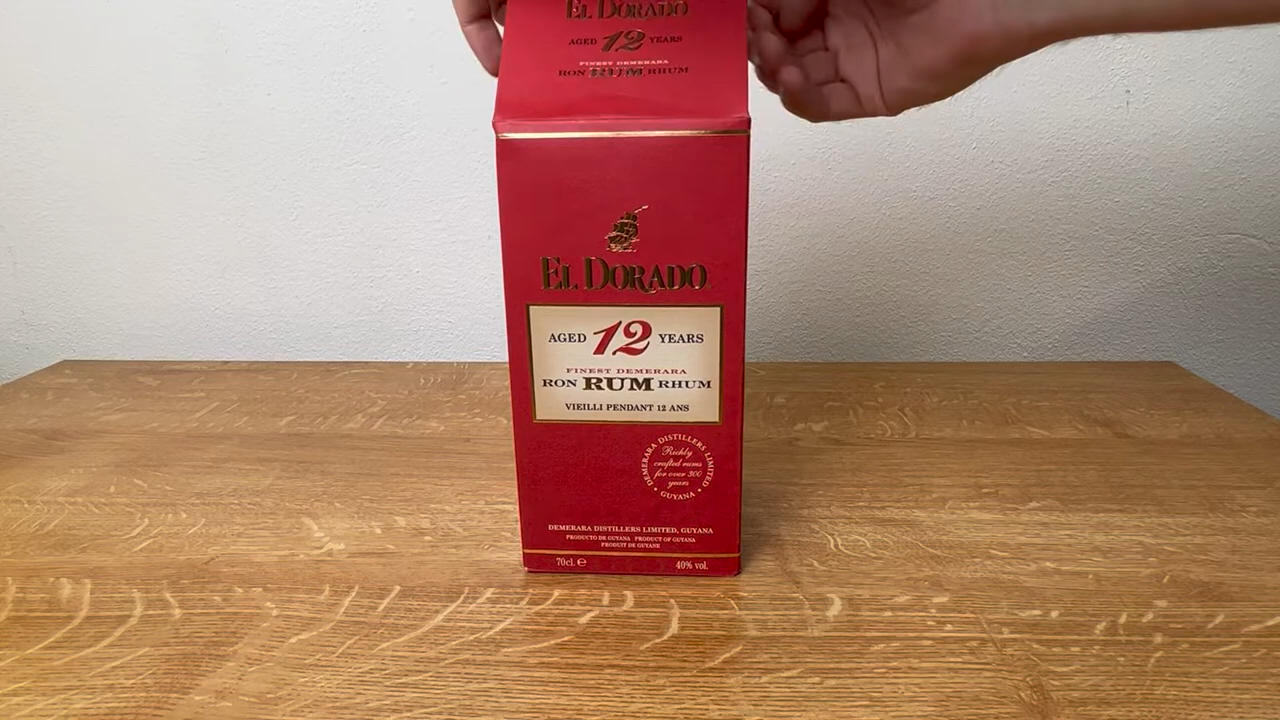 EL DORADO
AGED 12 YEARS
FINEST DEMERARA
RON RUM RHUM
EL DORADO
AGED 12 YEARS
FINEST DEMERARA
RON RUM RHUM
VIEILLI PENDANT 12 ANS
DEMERARA DISTILLERS LIMITED
Richly
crafted rums
for over 300
years
• GUYANA •
DEMERARA DISTILLERS LIMITED, GUYANA
PRODUCTO DE GUYANA PRODUCT OF GUYANA
PRODUIT DE GUYANE
70cl. ℮ 40% vol.